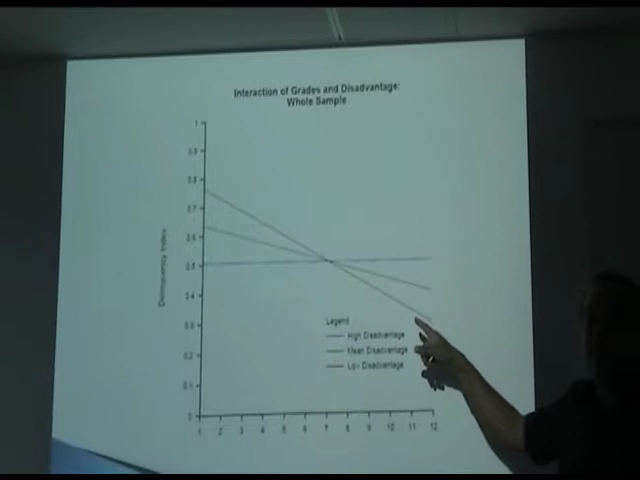 Interaction of Grades and Disadvantage:
Whole Sample
1
0.9
0.8
0.7
0.6
0.5
0.4
0.3
0.2
0.1
0
Delinquency Index
Legend
High Disadvantage
Mean Disadvantage
Low Disadvantage
1 2 3 4 5 6 7 8 9 10 11 12